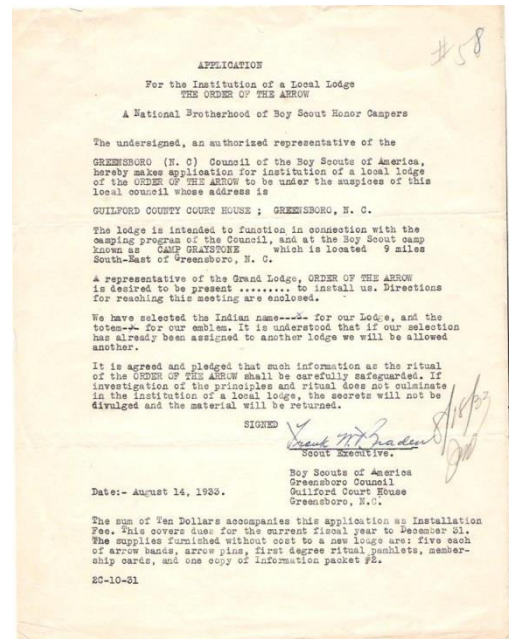 #58
APPLICATION
For the Institution of a Local Lodge
THE ORDER OF THE ARROW
A National Brotherhood of Boy Scout Honor Campers
The undersigned, an authorized representative of the
GREENSBORO (N. C) Council of the Boy Scouts of America,
hereby makes application for institution of a local lodge
of the ORDER OF THE ARROW to be under the auspices of this
local council whose address is
GUILFORD COUNTY COURT HOUSE ; GREENSBORO, N. C.
The lodge is intended to function in connection with the
camping program of the Council, and at the Boy Scout camp
known as CAMP GRAYSTONE which is located 9 miles
South-East of Greensboro, N. C.
A representative of the Grand Lodge, ORDER OF THE ARROW
is desired to be present ......... to install us. Directions
for reaching this meeting are enclosed.
We have selected the Indian name----- for our Lodge, and the
totem-- for our emblem. It is understood that if our selection
has already been assigned to another lodge we will be allowed
another.
It is agreed and pledged that such information as the ritual
of the ORDER OF THE ARROW shall be carefully safeguarded. If
investigation of the principles and ritual does not culminate
in the institution of a local lodge, the secrets will not be
divulged and the material will be returned.
SIGNED Frank W. Braden
8/18/33
Scout Executive.
Boy Scouts of America
Greensboro Council
Date:- August 14, 1933. Guilford Court House
Greensboro, N.C.
The sum of Ten Dollars accompanies this application as Installation
Fee. This covers dues for the current fiscal year to December 31.
The supplies furnished without cost to a new lodge are: five each
of arrow bands, arrow pins, first degree ritual pamhlets, member-
ship cards, and one copy of Information packet #2.
2C-10-31